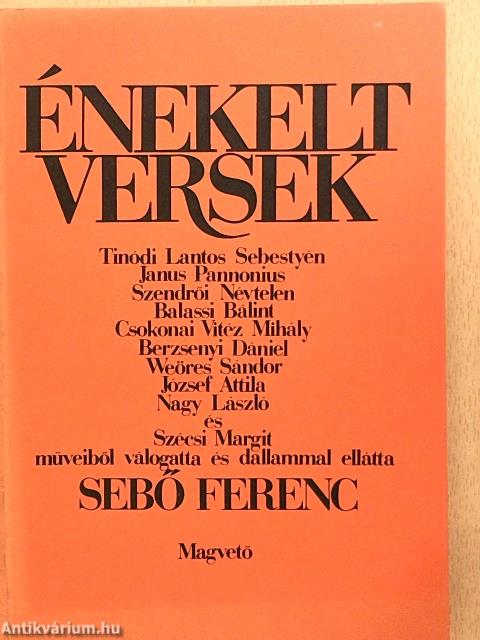 ÉNEKELT
VERSEK
Tinódi Lantos Sebestyén
Janus Pannonius
Szendrői Névtelen
Balassi Bálint
Csokonai Vitéz Mihály
Berzsenyi Dániel
Weöres Sándor
József Attila
Nagy László
és
Szécsi Margit
műveiből válogatta és dallammal ellátta
SEBŐ FERENC
Magvető
Antikvárium.hu